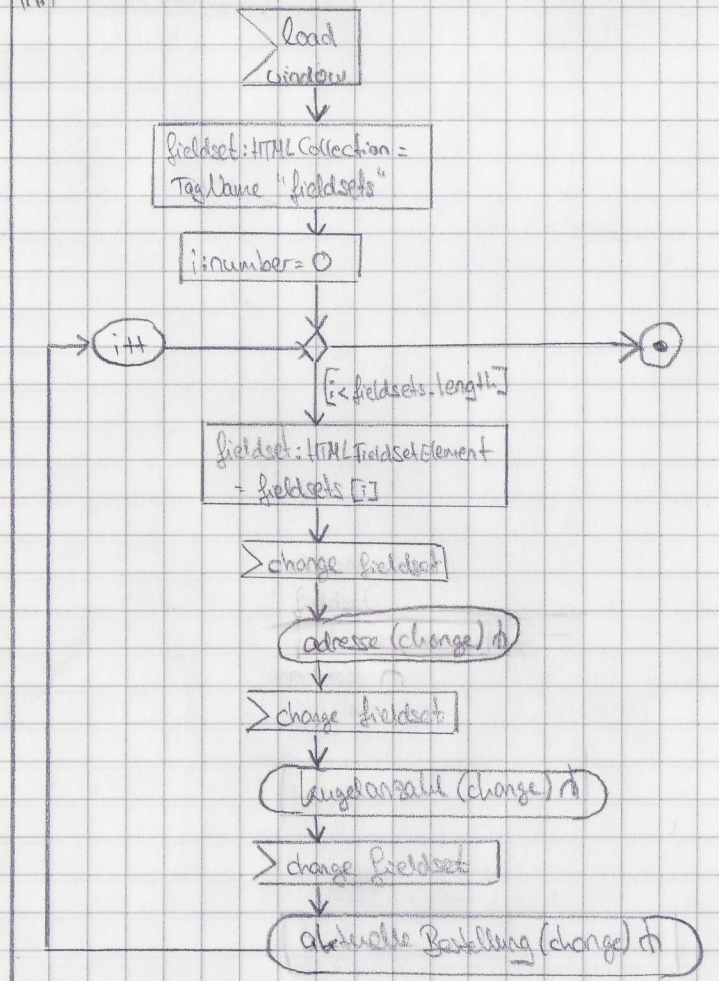 load
window
fieldset:HTMLCollection =
TagName "fieldsets"
i:number= 0
i++
[i< fieldsets.length]
fieldset:HTMLFieldSetElement
= fieldsets [i]
change fieldset
adresse (change)
change fieldset
kugelanzahl (change)
change fieldset
aktuelle Bestellung (change)